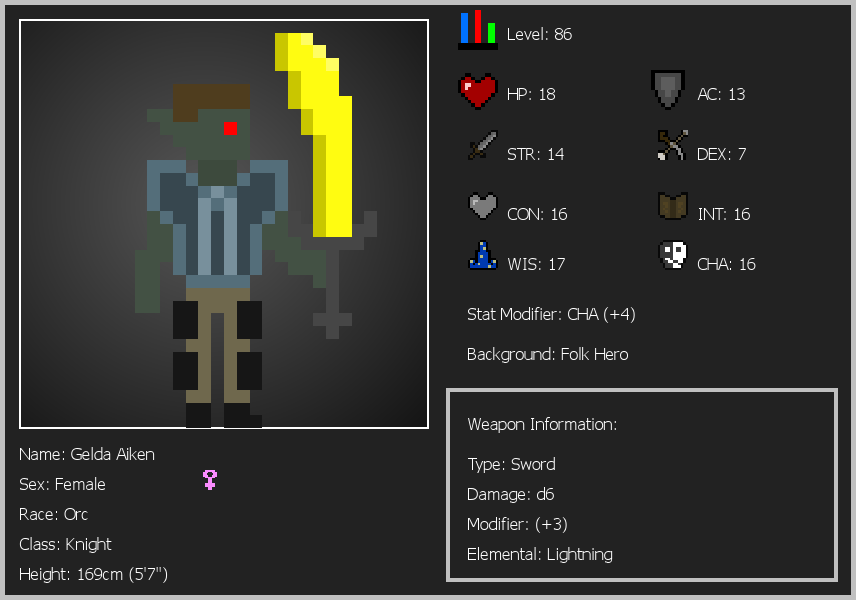 Level: 86
HP: 18
AC: 13
STR: 14
DEX: 7
CON: 16
INT: 16
WIS: 17
CHA: 16
Stat Modifier: CHA (+4)
Background: Folk Hero
Weapon Information:
Type: Sword
Damage: d6
Modifier: (+3)
Elemental: Lightning
Name: Gelda Aiken
Sex: Female
Race: Orc
Class: Knight
Height: 169cm (5'7")